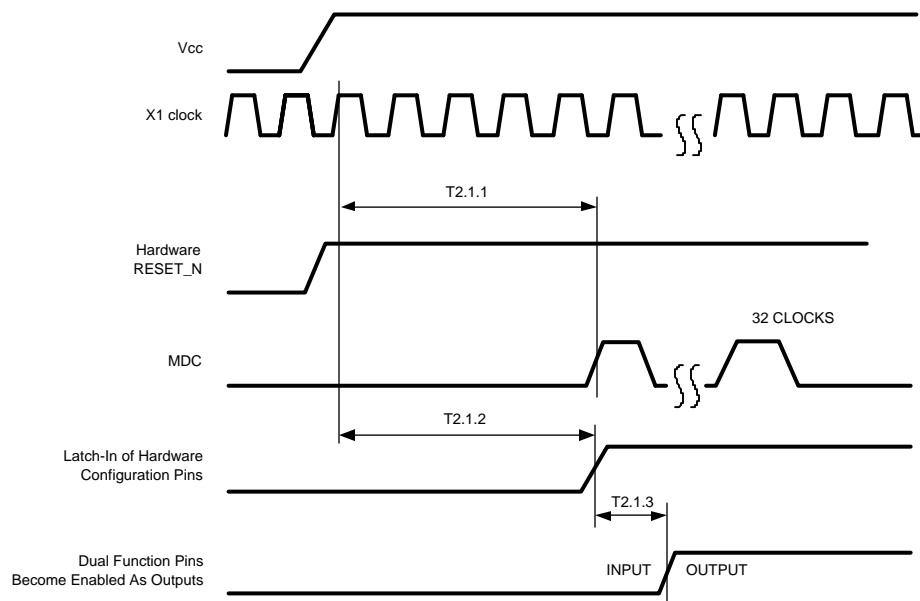 Vcc
X1 clock
T2.1.1
Hardware
RESET_N
32 CLOCKS
MDC
T2.1.2
Latch-In of Hardware
Configuration Pins
T2.1.3
Dual Function Pins
Become Enabled As Outputs
INPUT
OUTPUT